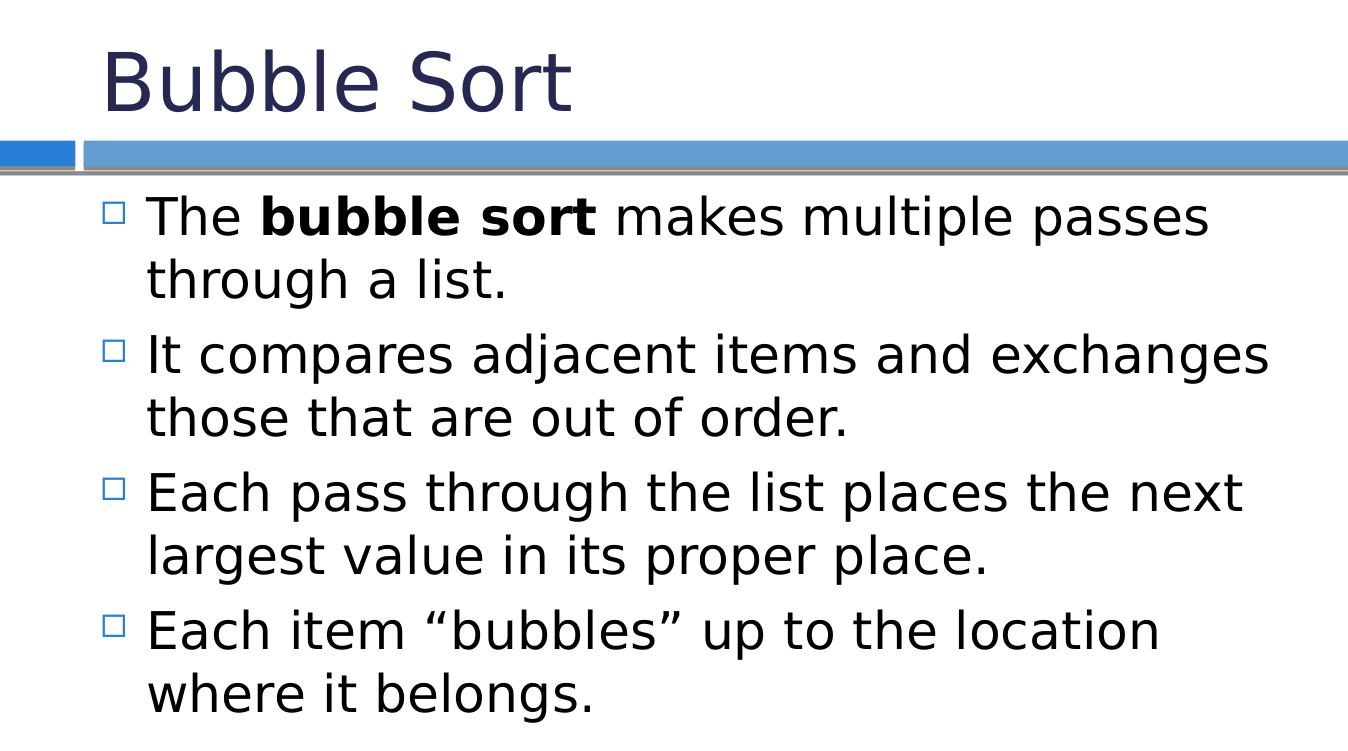 Bubble Sort
The bubble sort makes multiple passes
through a list.
It compares adjacent items and exchanges
those that are out of order.
Each pass through the list places the next
largest value in its proper place.
Each item “bubbles” up to the location
where it belongs.